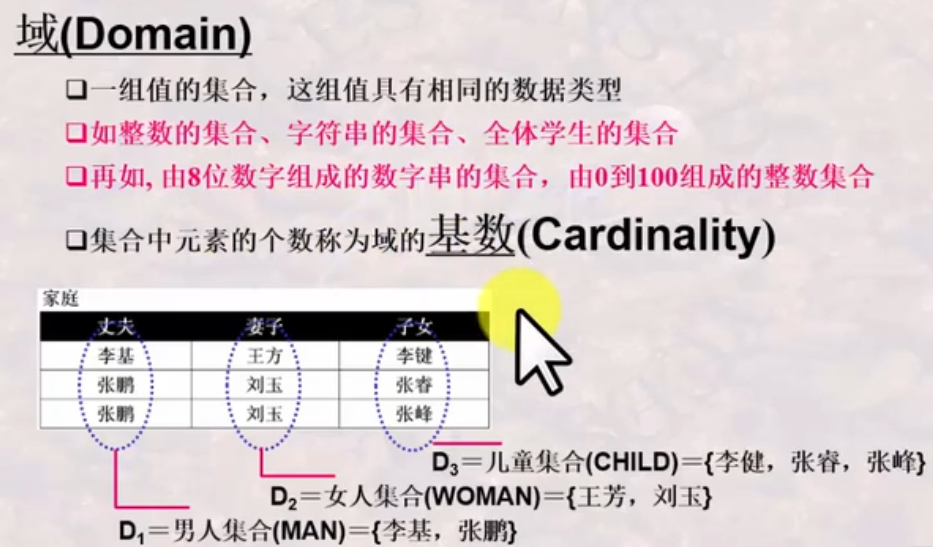 域(Domain)
❑一组值的集合，这组值具有相同的数据类型
❑如整数的集合、字符串的集合、全体学生的集合
❑再如, 由8位数字组成的数字串的集合，由0到100组成的整数集合
❑集合中元素的个数称为域的基数(Cardinality)
家庭
丈夫 妻子 子女
李基 王方 李键
张鹏 刘玉 张睿
张鹏 刘玉 张峰
D₃＝儿童集合(CHILD)＝{李健，张睿，张峰}
D₂＝女人集合(WOMAN)＝{王芳，刘玉}
D₁＝男人集合(MAN)＝{李基，张鹏}